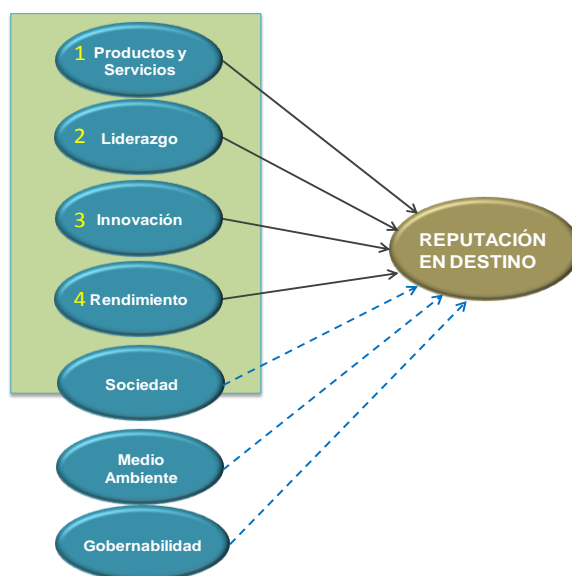 1 Productos y
Servicios
2 Liderazgo
3 Innovación
4 Rendimiento
Sociedad
Medio
Ambiente
Gobernabilidad
REPUTACIÓN
EN DESTINO